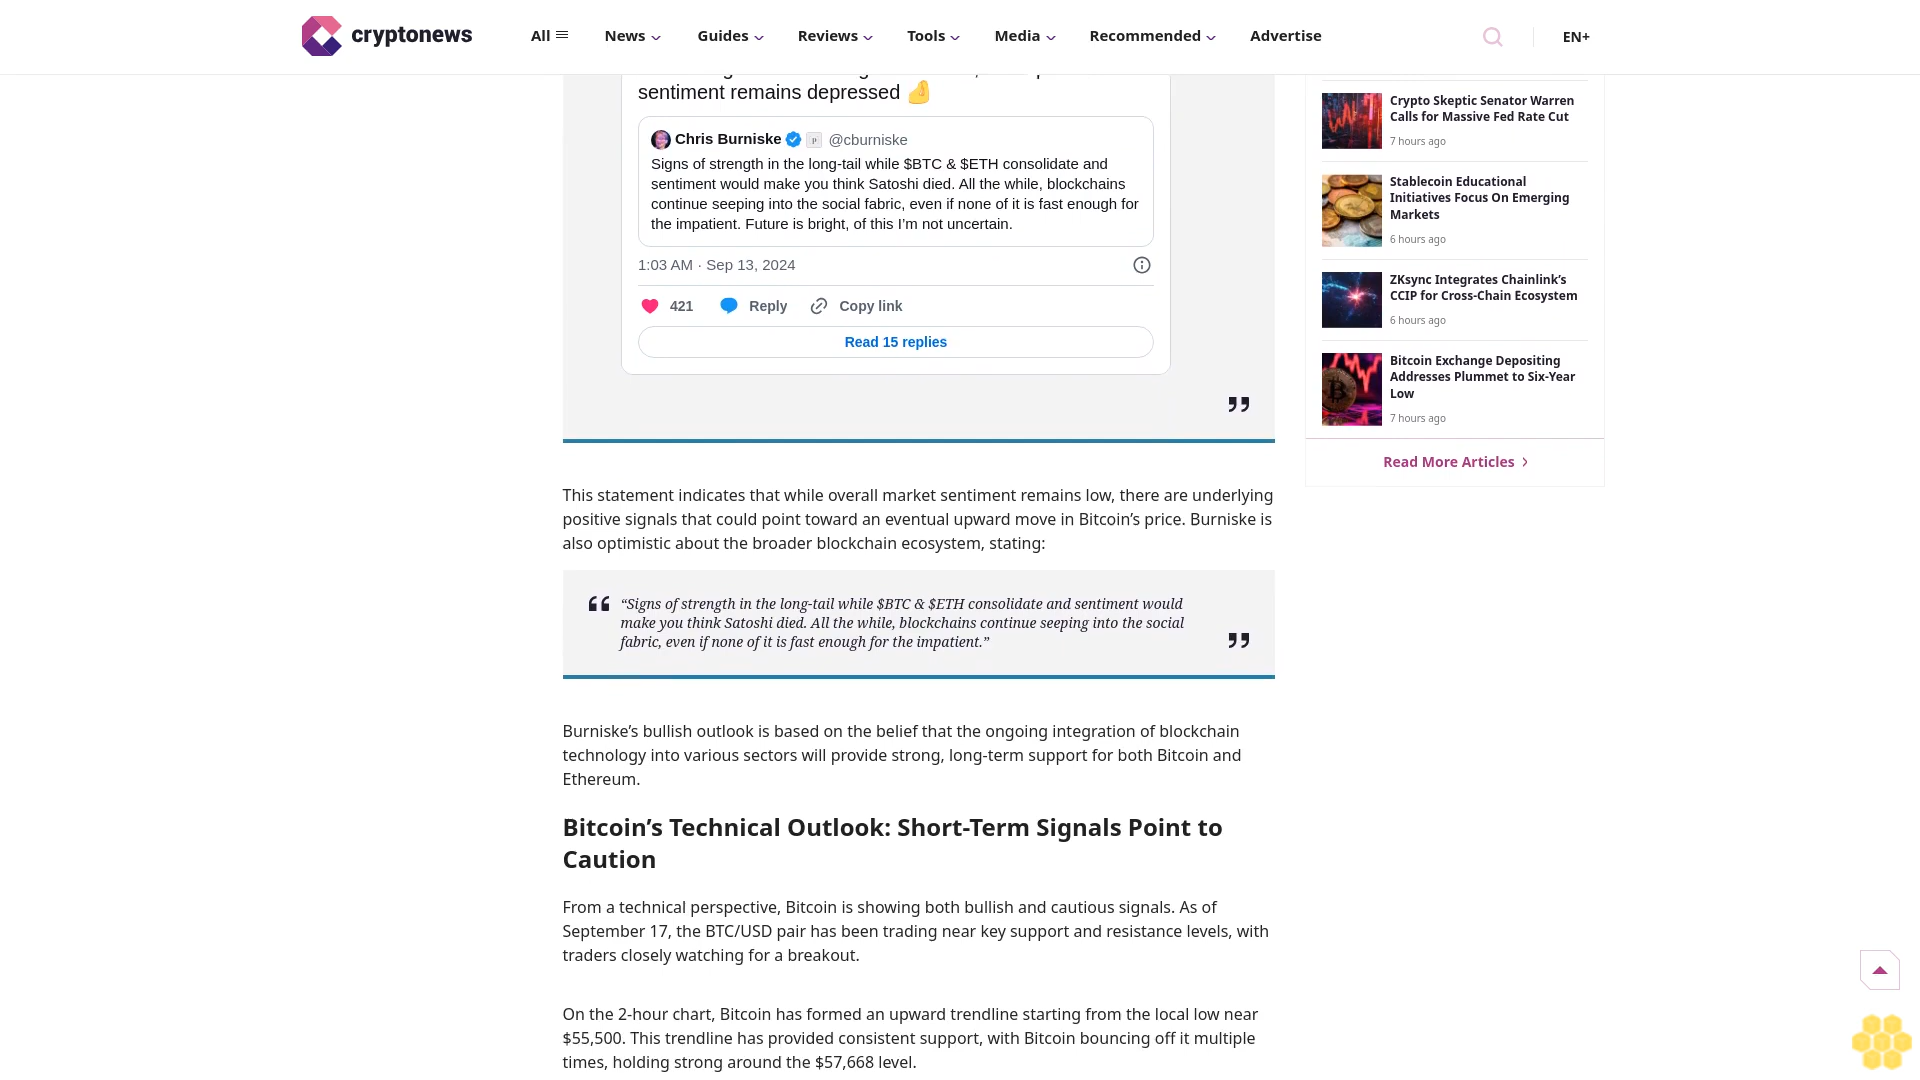 cryptonews
All
News
Guides
Reviews
Tools
Media
Recommended
Advertise
EN+
sentiment remains depressed
Chris Burniske @cburniske
Signs of strength in the long-tail while $BTC & $ETH consolidate and
sentiment would make you think Satoshi died. All the while, blockchains
continue seeping into the social fabric, even if none of it is fast enough for
the impatient. Future is bright, of this I’m not uncertain.
1:03 AM · Sep 13, 2024
421 Reply Copy link
Read 15 replies
This statement indicates that while overall market sentiment remains low, there are underlying
positive signals that could point toward an eventual upward move in Bitcoin’s price. Burniske is
also optimistic about the broader blockchain ecosystem, stating:
“Signs of strength in the long-tail while $BTC & $ETH consolidate and sentiment would
make you think Satoshi died. All the while, blockchains continue seeping into the social
fabric, even if none of it is fast enough for the impatient.”
Burniske’s bullish outlook is based on the belief that the ongoing integration of blockchain
technology into various sectors will provide strong, long-term support for both Bitcoin and
Ethereum.
Bitcoin’s Technical Outlook: Short-Term Signals Point to
Caution
From a technical perspective, Bitcoin is showing both bullish and cautious signals. As of
September 17, the BTC/USD pair has been trading near key support and resistance levels, with
traders closely watching for a breakout.
On the 2-hour chart, Bitcoin has formed an upward trendline starting from the local low near
$55,500. This trendline has provided consistent support, with Bitcoin bouncing off it multiple
times, holding strong around the $57,668 level.
Crypto Skeptic Senator Warren
Calls for Massive Fed Rate Cut
7 hours ago
Stablecoin Educational
Initiatives Focus On Emerging
Markets
6 hours ago
ZKsync Integrates Chainlink’s
CCIP for Cross-Chain Ecosystem
6 hours ago
Bitcoin Exchange Depositing
Addresses Plummet to Six-Year
Low
7 hours ago
Read More Articles